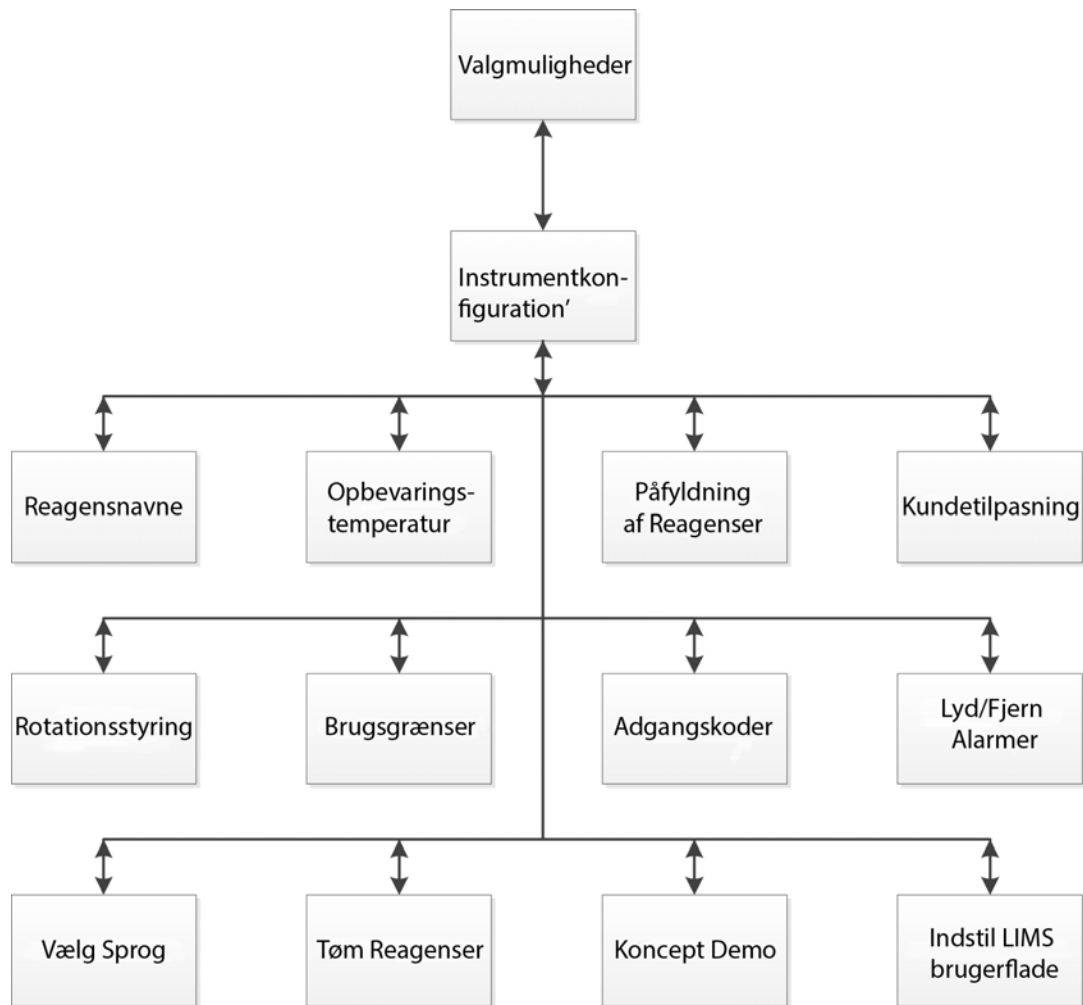 Valgmuligheder
Instrumentkon-
figuration'
Reagensnavne
Opbevarings-
temperatur
Påfyldning
af Reagenser
Kundetilpasning
Rotationsstyring
Brugsgrænser
Adgangskoder
Lyd/Fjern
Alarmer
Vælg Sprog
Tøm Reagenser
Koncept Demo
Indstil LIMS
brugerflade